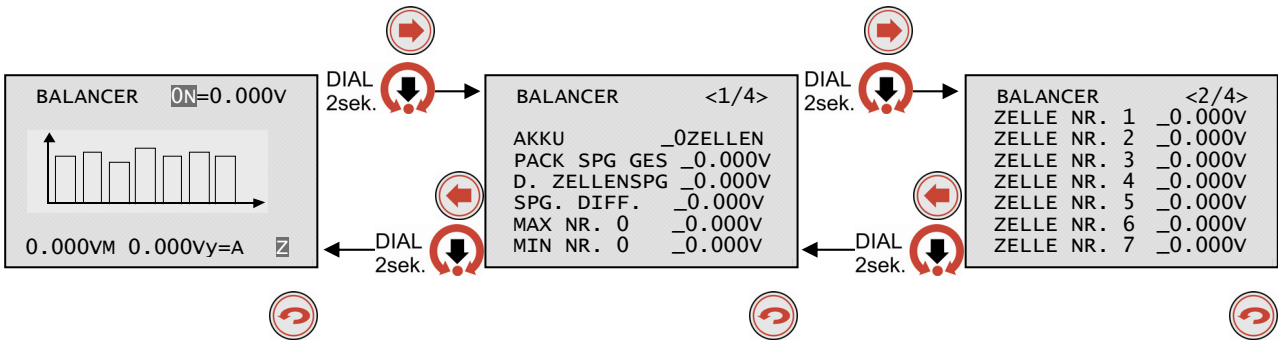 BALANCER ON=0.000V
0.000VM 0.000Vy=A Z
DIAL
2sek.
DIAL
2sek.
BALANCER <1/4>
AKKU _0ZELLEN
PACK SPG GES _0.000V
D. ZELLENSPG _0.000V
SPG. DIFF. _0.000V
MAX NR. 0 _0.000V
MIN NR. 0 _0.000V
DIAL
2sek.
DIAL
2sek.
BALANCER <2/4>
ZELLE NR. 1 _0.000V
ZELLE NR. 2 _0.000V
ZELLE NR. 3 _0.000V
ZELLE NR. 4 _0.000V
ZELLE NR. 5 _0.000V
ZELLE NR. 6 _0.000V
ZELLE NR. 7 _0.000V